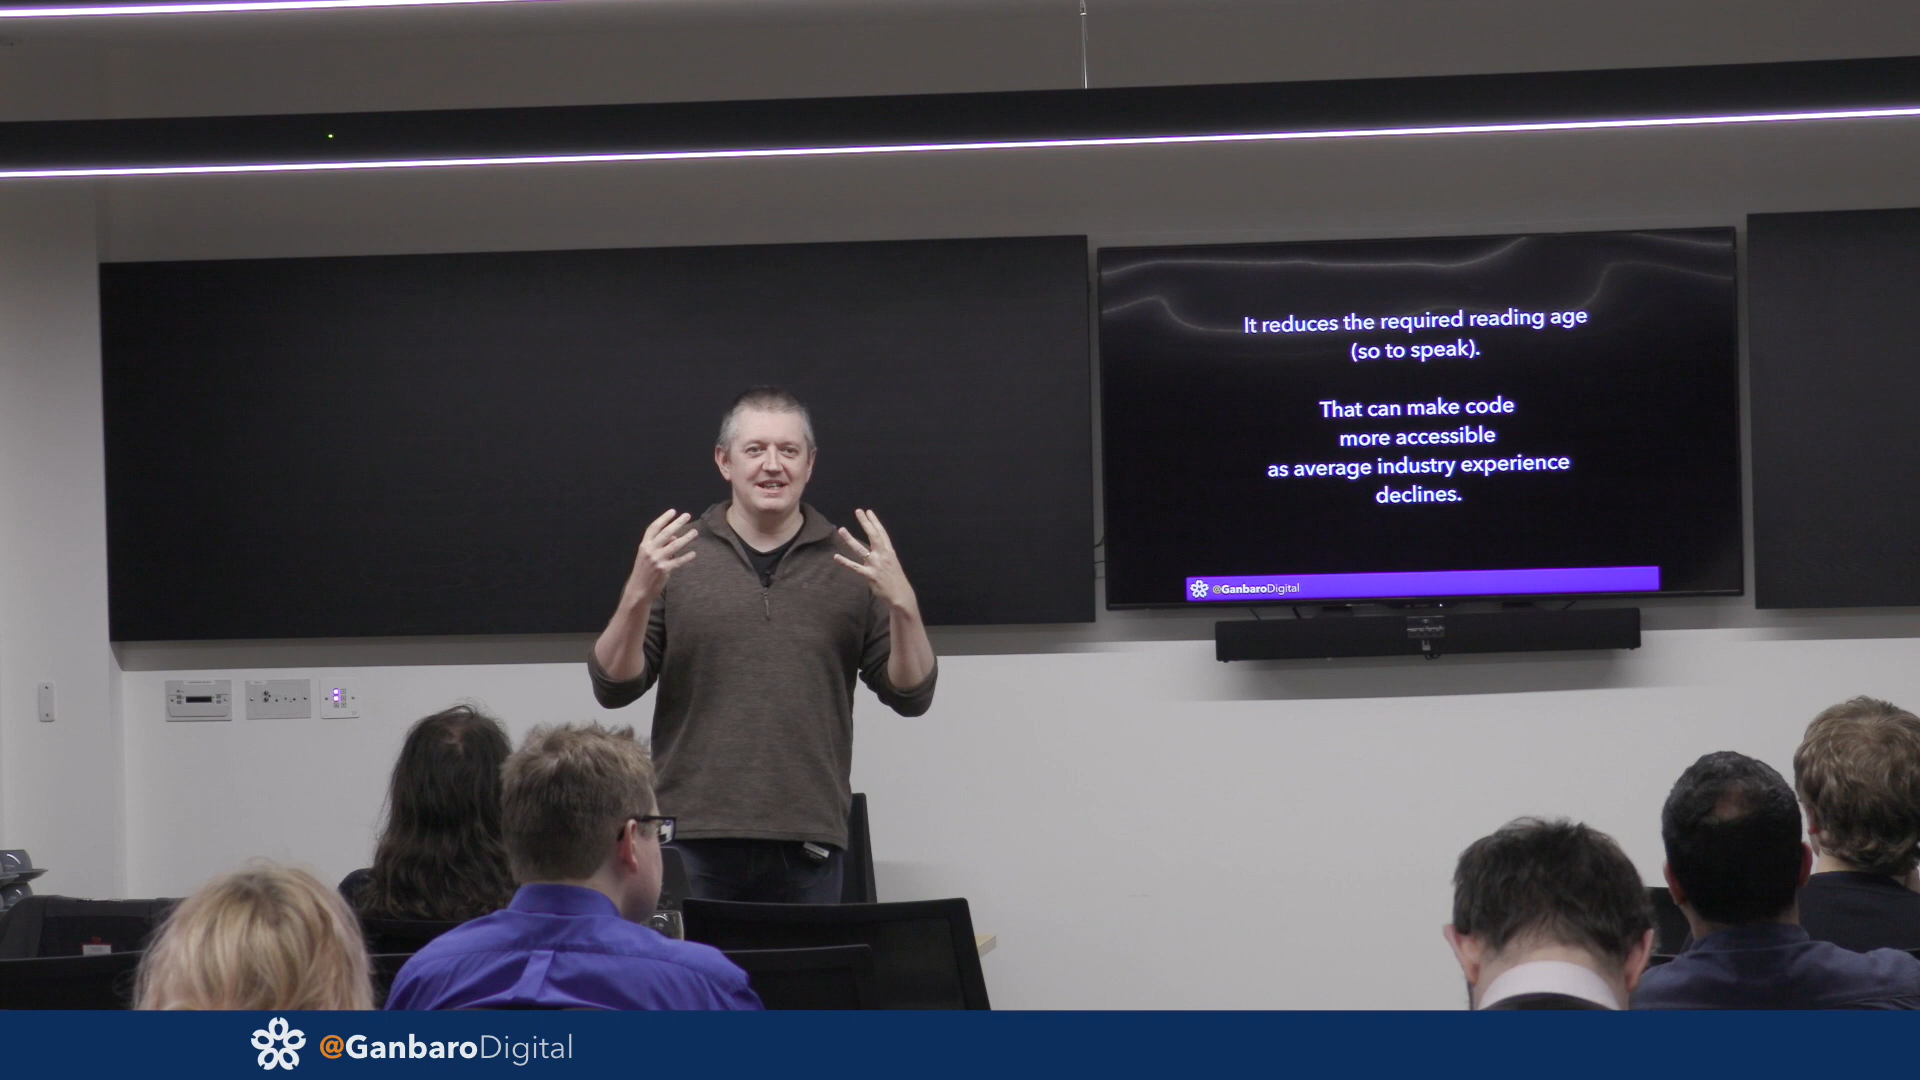 It reduces the required reading age
(so to speak).
That can make code
more accessible
as average industry experience
declines.
@GanbaroDigital
@GanbaroDigital